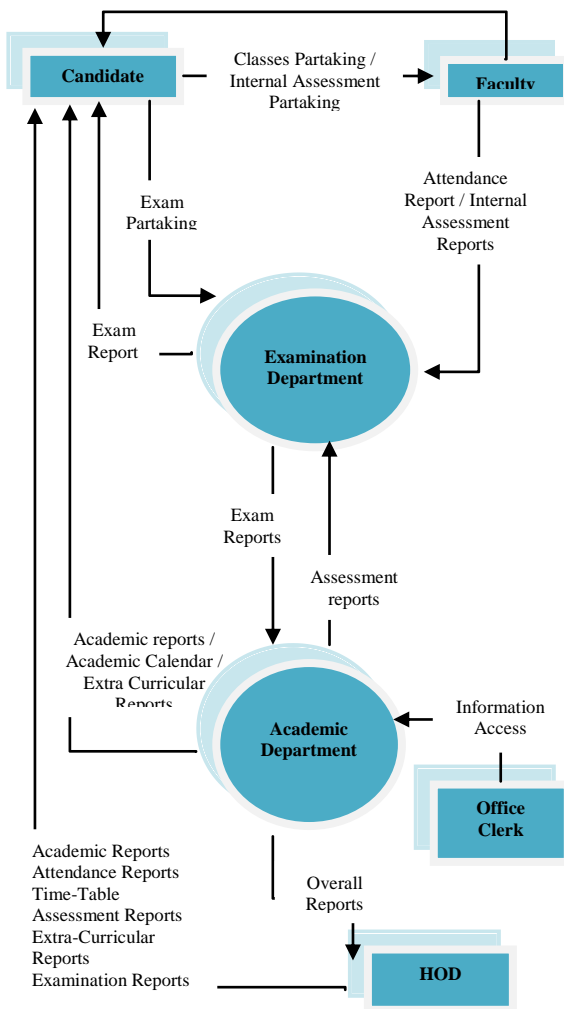 Candidate
Classes Partaking /
Internal Assessment
Partaking
Faculty
Exam
Partaking
Attendance
Report / Internal
Assessment
Reports
Exam
Report
Examination
Department
Exam
Reports
Assessment
reports
Academic reports /
Academic Calendar /
Extra Curricular
Reports
Academic
Department
Information
Access
Office
Clerk
Academic Reports
Attendance Reports
Time-Table
Assessment Reports
Extra-Curricular
Reports
Examination Reports
Overall
Reports
HOD